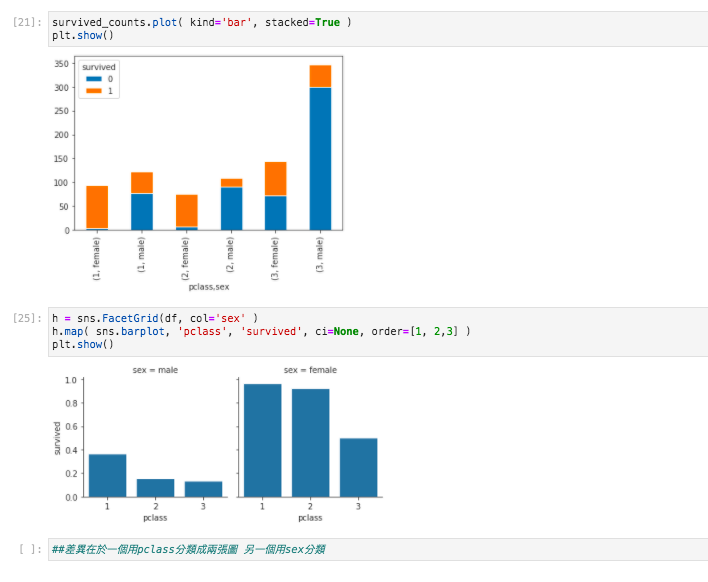 [21]: survived_counts.plot( kind='bar', stacked=True )
plt.show()
survived
0
1
350
300
250
200
150
100
50
0
(1, female)
(1, male)
(2, female)
(2, male)
(3, female)
(3, male)
pclass,sex
[25]: h = sns.FacetGrid(df, col='sex' )
h.map( sns.barplot, 'pclass', 'survived', ci=None, order=[1, 2,3] )
plt.show()
sex = male
sex = female
1.0
0.8
0.6
0.4
0.2
0.0
survived
1 2 3
1 2 3
pclass
pclass
[ ]: ##差異在於一個用pclass分類成兩張圖 另一個用sex分類